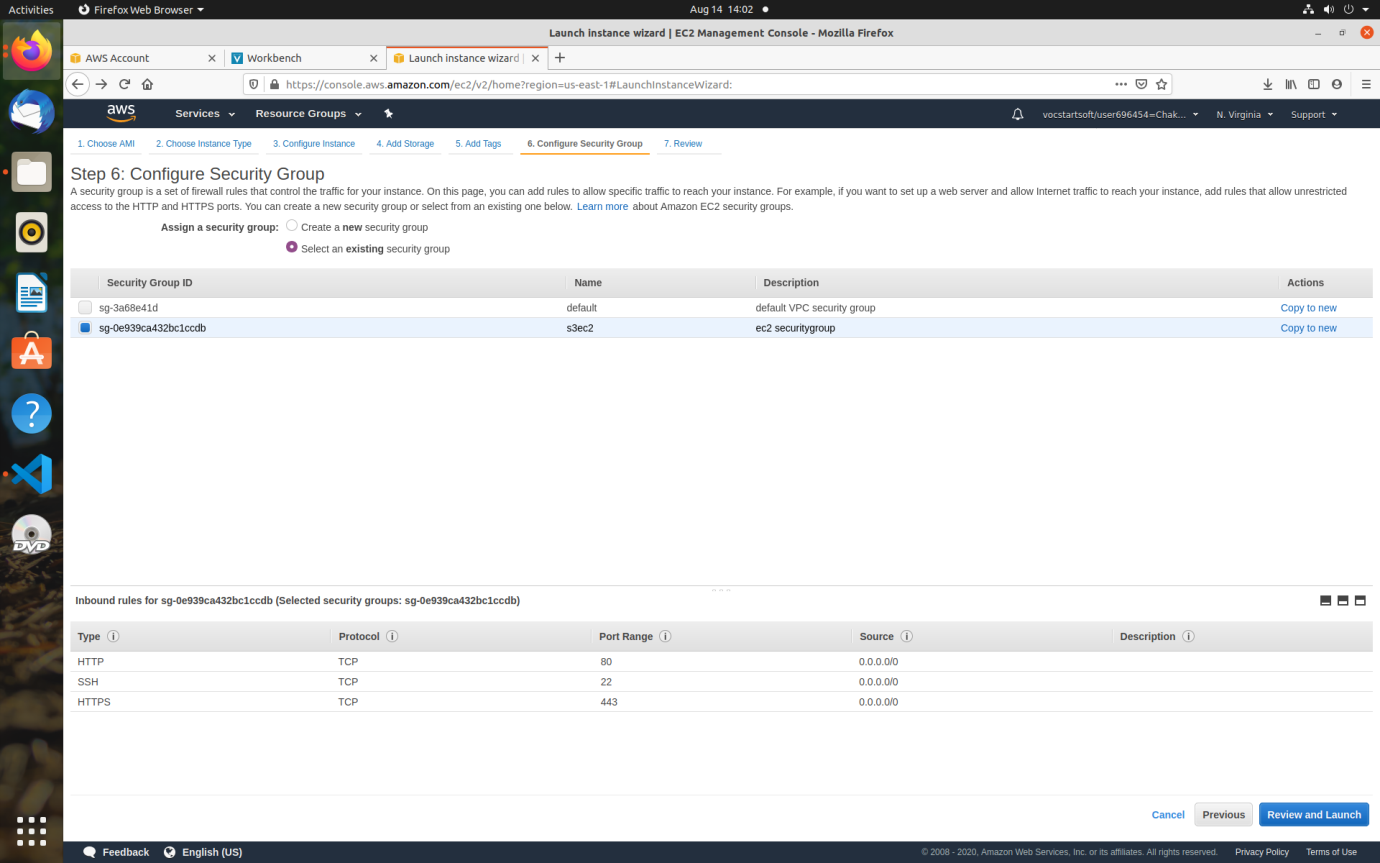 Activities Firefox Web Browser Aug 14 14:02
Launch instance wizard | EC2 Management Console - Mozilla Firefox
AWS Account Workbench Launch instance wizard |
https://console.aws.amazon.com/ec2/v2/home?region=us-east-1#LaunchInstanceWizard:
aws Services Resource Groups vocstartsoft/user696454=Chak... N. Virginia Support
1. Choose AMI 2. Choose Instance Type 3. Configure Instance 4. Add Storage 5. Add Tags 6. Configure Security Group 7. Review
Step 6: Configure Security Group
A security group is a set of firewall rules that control the traffic for your instance. On this page, you can add rules to allow specific traffic to reach your instance. For example, if you want to set up a web server and allow Internet traffic to reach your instance, add rules that allow unrestricted
access to the HTTP and HTTPS ports. You can create a new security group or select from an existing one below. Learn more about Amazon EC2 security groups.
Assign a security group: Create a new security group
Select an existing security group
Security Group ID Name Description Actions
sg-3a68e41d default default VPC security group Copy to new
sg-0e939ca432bc1ccdb s3ec2 ec2 securitygroup Copy to new
Inbound rules for sg-0e939ca432bc1ccdb (Selected security groups: sg-0e939ca432bc1ccdb)
Type Protocol Port Range Source Description
HTTP TCP 80 0.0.0.0/0
SSH TCP 22 0.0.0.0/0
HTTPS TCP 443 0.0.0.0/0
Cancel Previous Review and Launch
Feedback English (US) © 2008 - 2020, Amazon Web Services, Inc. or its affiliates. All rights reserved. Privacy Policy Terms of Use
DVD